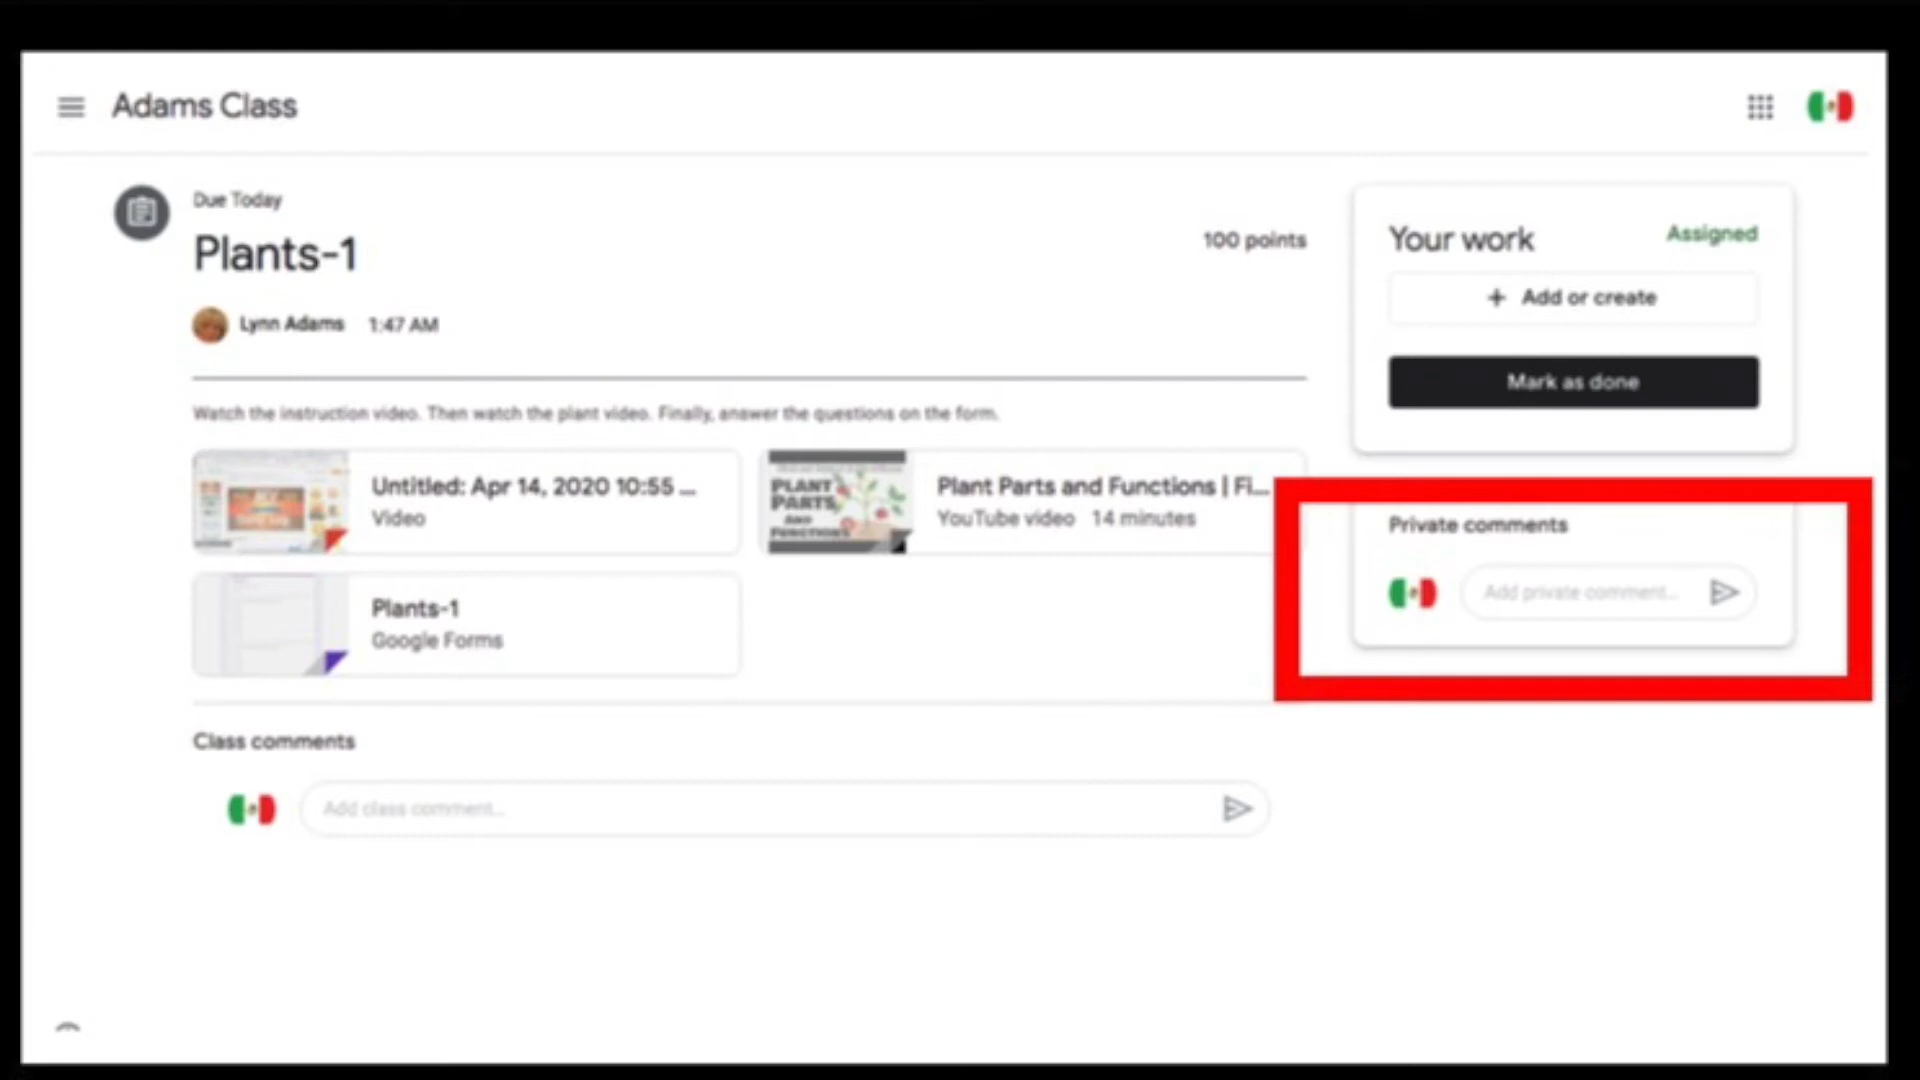 Adams Class
Due Today
Plants-1
100 points
Lynn Adams 1:47 AM
Watch the instruction video. Then watch the plant video. Finally, answer the questions on the form.
Untitled: Apr 14, 2020 10:55 ...
Video
PLANT
PARTS
AND
FUNCTIONS
Plant Parts and Functions | Fi...
YouTube video 14 minutes
Plants-1
Google Forms
Class comments
Add class comment...
Your work
Assigned
+ Add or create
Mark as done
Private comments
Add private comment...